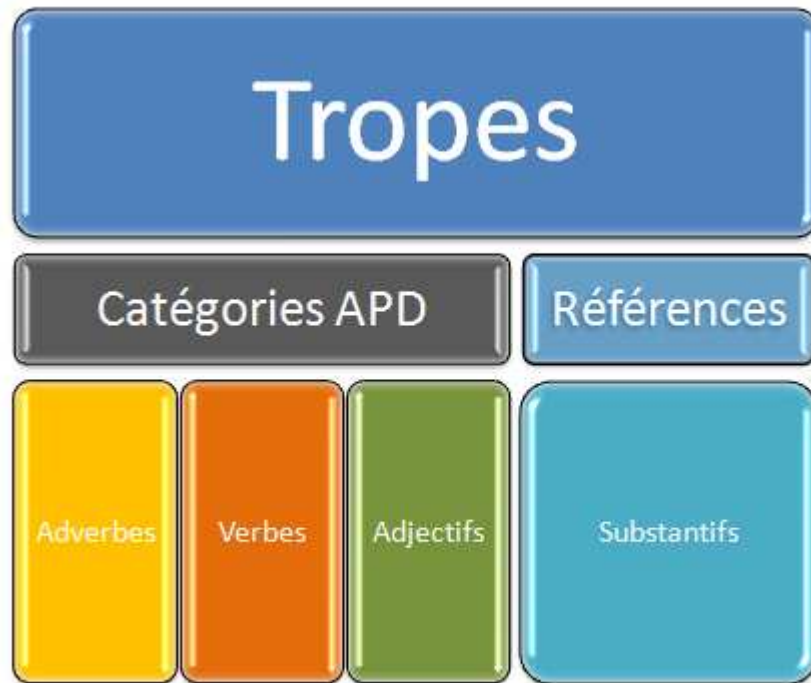 Tropes
Catégories APD
Références
Adverbes
Verbes
Adjectifs
Substantifs